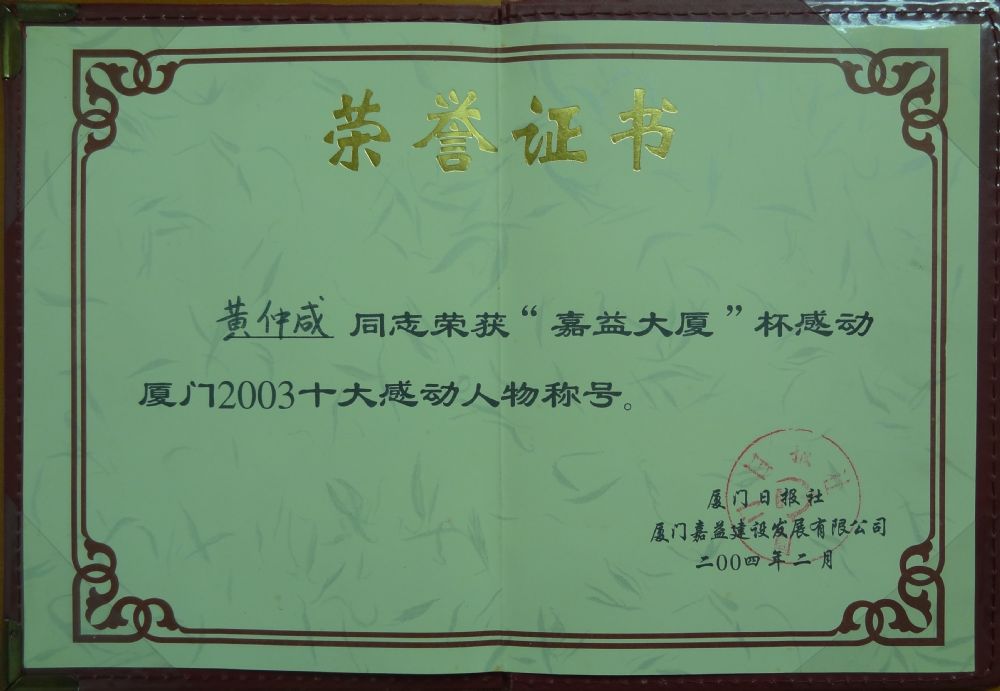 荣誉证书
黄仲咸 同志荣获“嘉益大厦”杯感动
厦门2003十大感动人物称号。
厦门日报社
厦门嘉益建设发展有限公司
二00四年二月